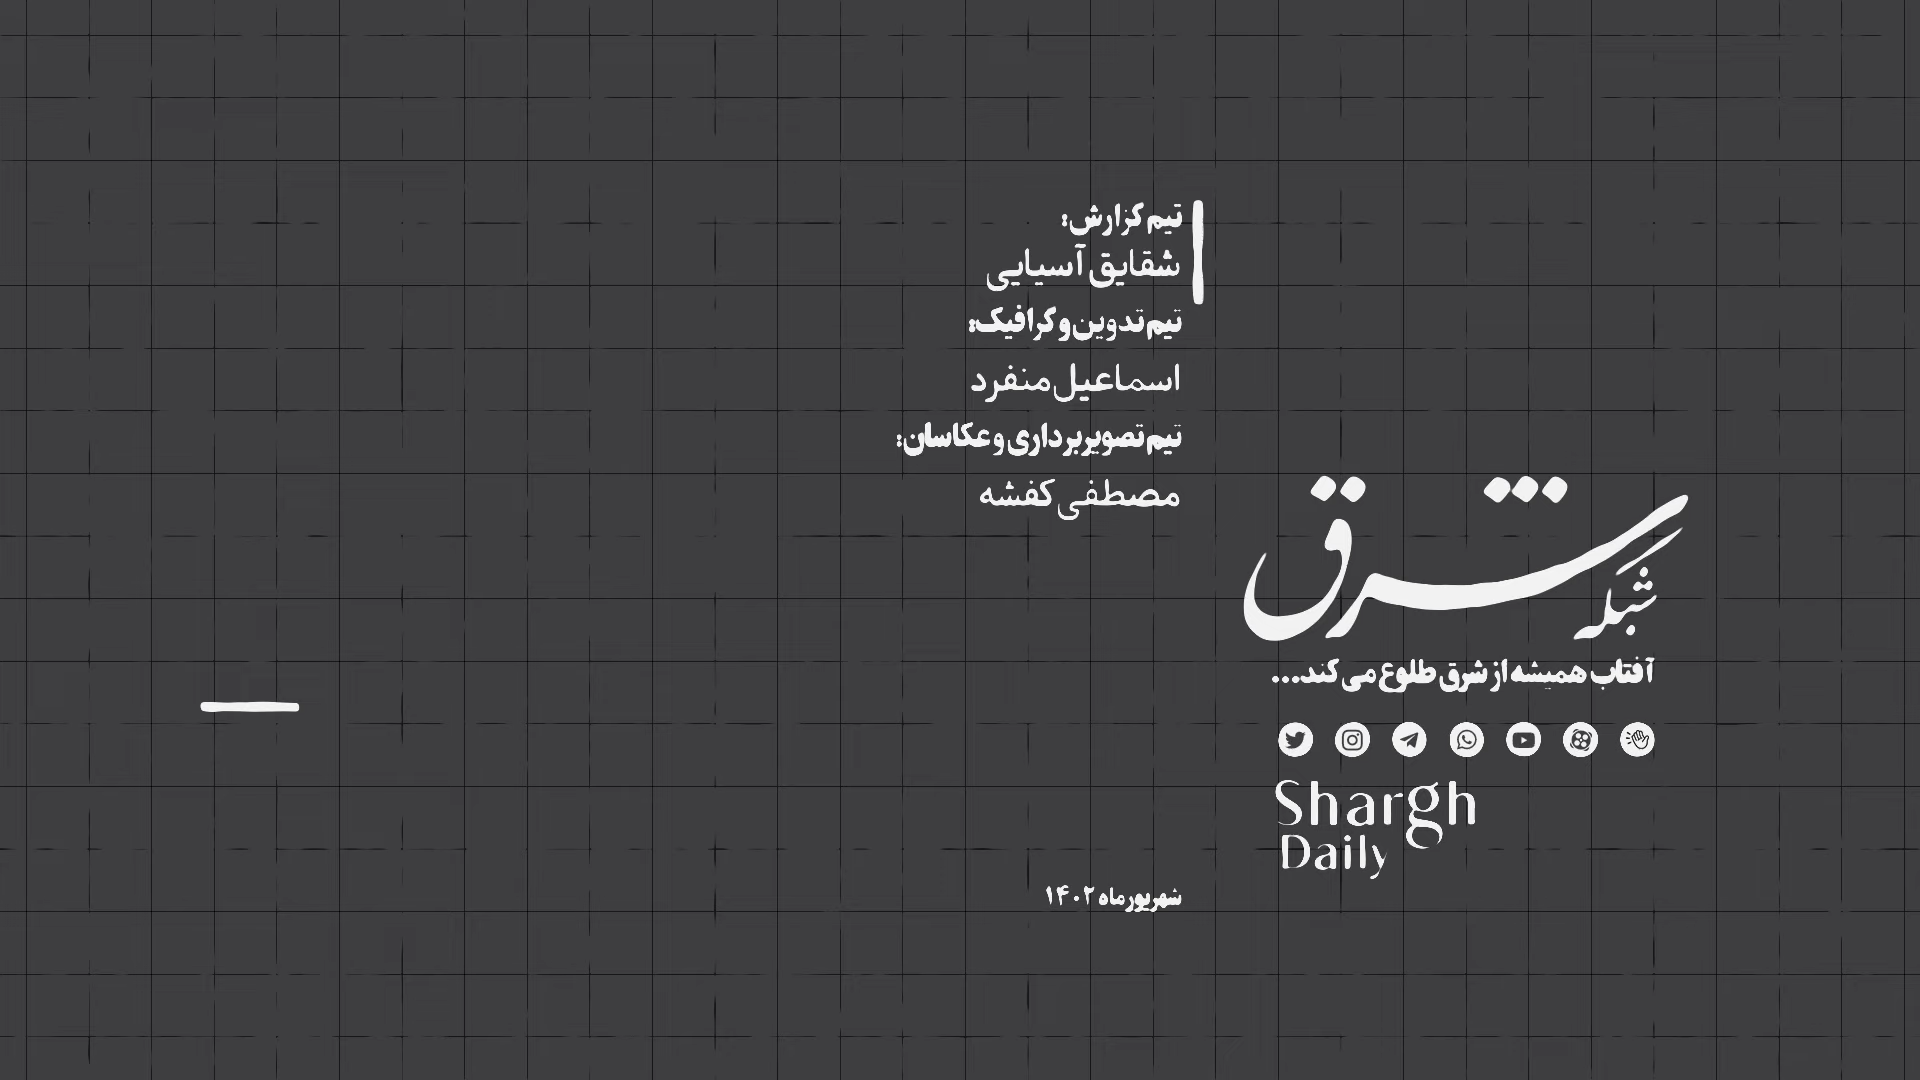 تیم گزارش:
شقایق آسیایی
تیم تدوین و گرافیک:
اسماعیل منفرد
تیم تصویربرداری و عکاسان:
مصطفی کفشه
شهریور ماه ۱۴۰۲
شبکه شرق
آفتاب همیشه از شرق طلوع می کند...
Shargh
Daily